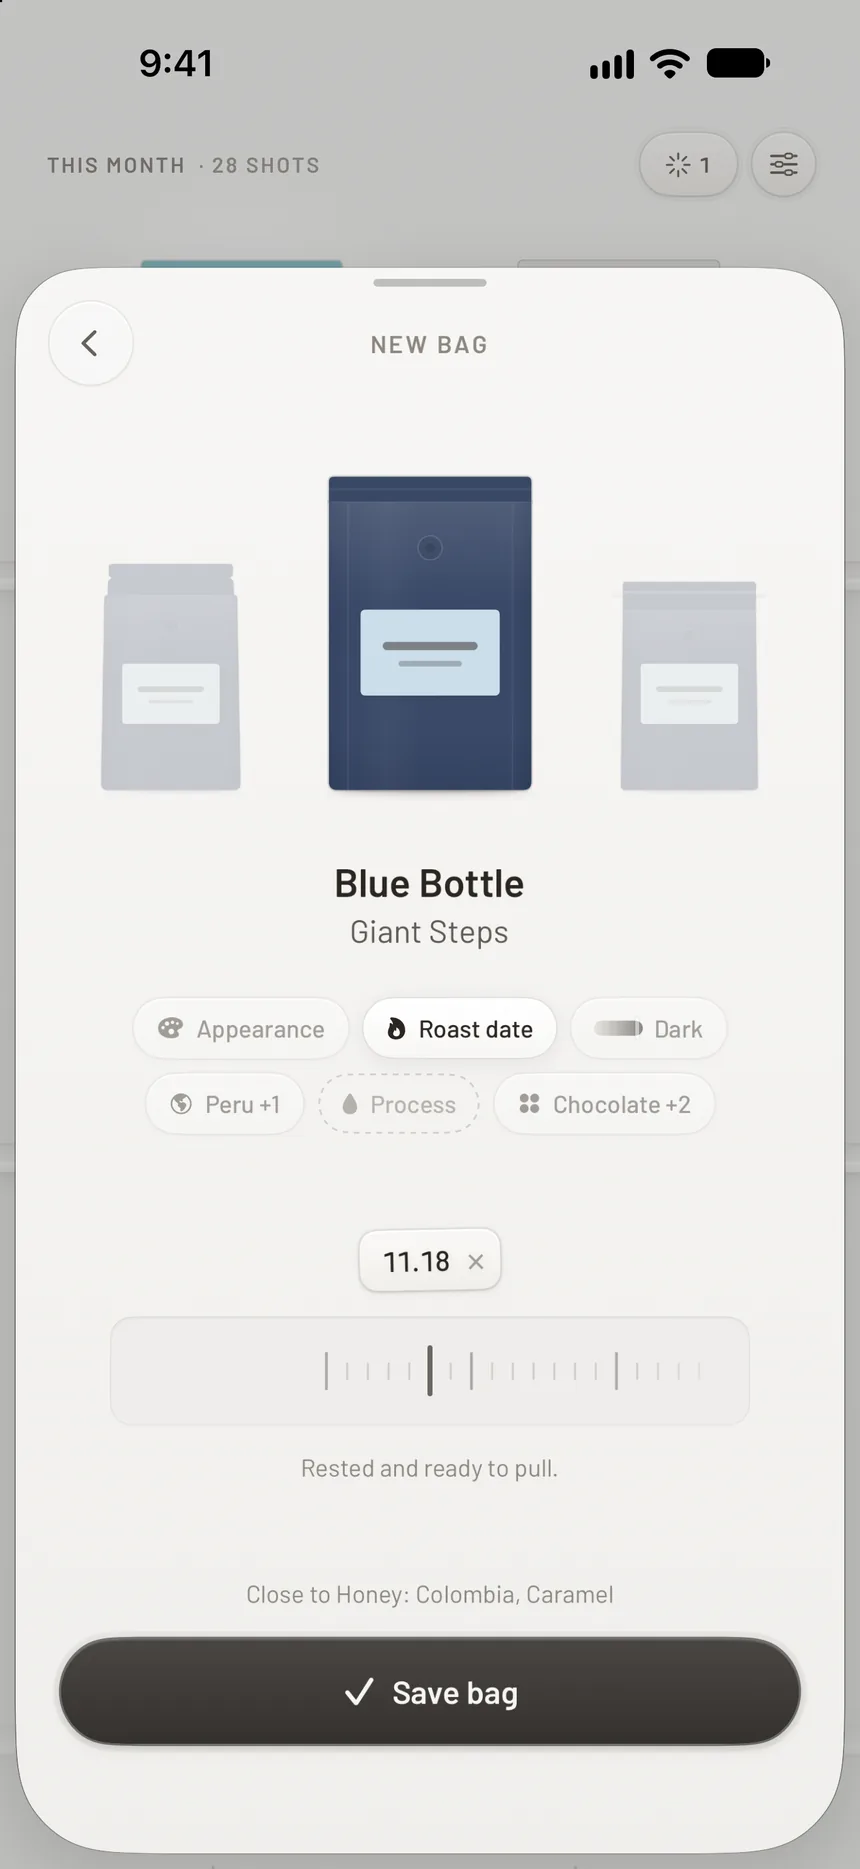 9:41
THIS MONTH · 28 SHOTS
1
NEW BAG
Blue Bottle
Giant Steps
Appearance
Roast date
Dark
Peru +1
Process
Chocolate +2
11.18 ×
Rested and ready to pull.
Close to Honey: Colombia, Caramel
Save bag